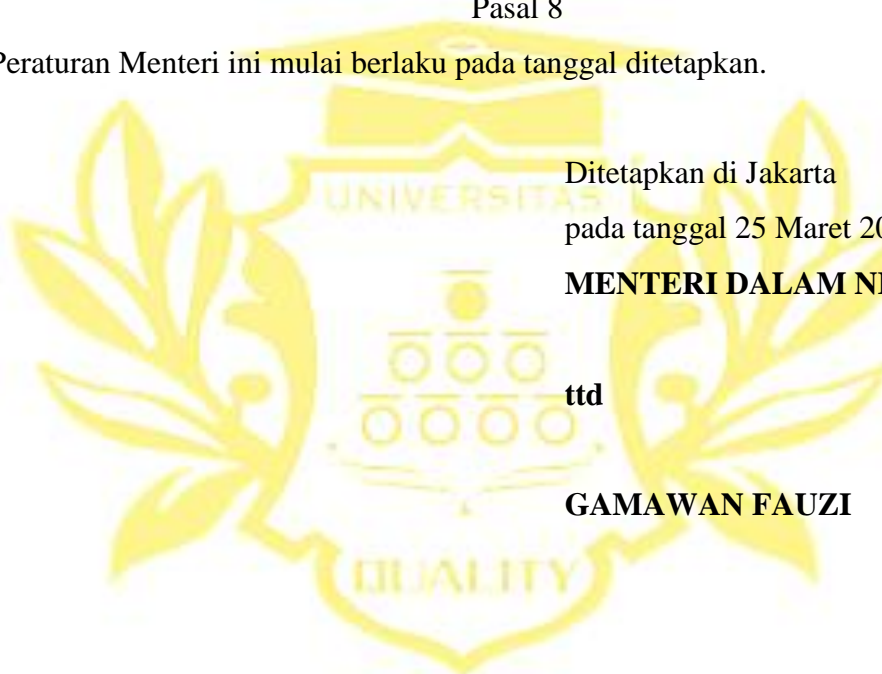 Pasal 8
Peraturan Menteri ini mulai berlaku pada tanggal ditetapkan.
Ditetapkan di Jakarta
pada tanggal 25 Maret 20
MENTERI DALAM
ttd
GAMAWAN FAUZI
UNIVERSITAS
QUALITY